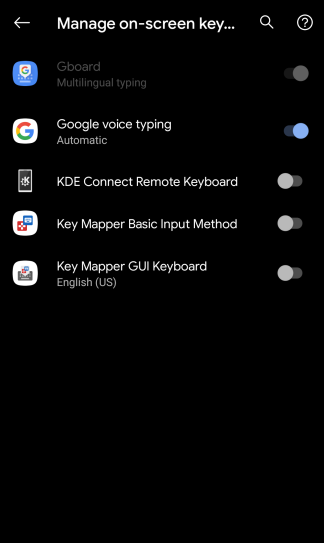 Manage on-screen key...
Gboard
Multilingual typing
Google voice typing
Automatic
KDE Connect Remote Keyboard
Key Mapper Basic Input Method
Key Mapper GUI Keyboard
English (US)